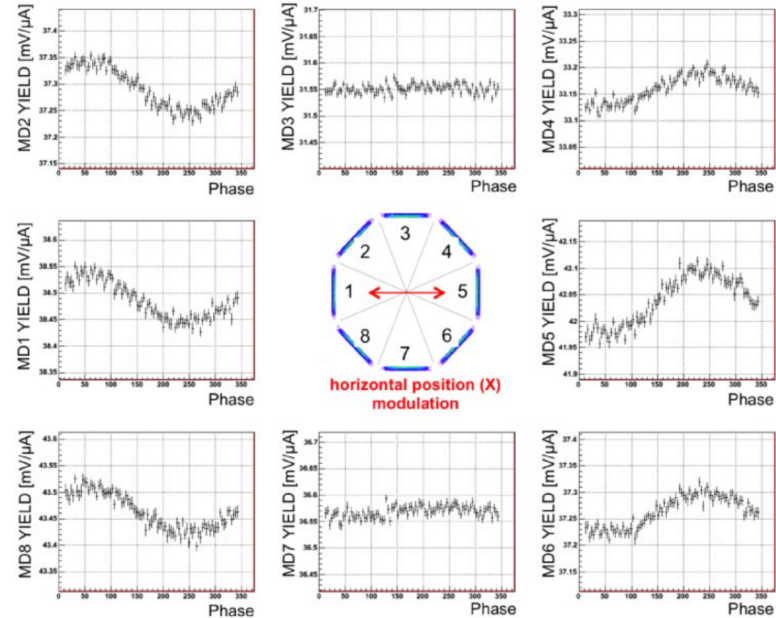 MD2 YIELD [mV/µA]
37.4
37.35
37.3
37.25
37.2
37.15
0 50 100 150 200 250 300 350
Phase
MD3 YIELD [mV/µA]
31.7
31.65
31.6
31.55
31.5
31.45
0 50 100 150 200 250 300 350
Phase
MD4 YIELD [mV/µA]
33.3
33.25
33.2
33.15
33.1
33.05
0 50 100 150 200 250 300 350
Phase
MD1 YIELD [mV/µA]
38.6
38.55
38.5
38.45
38.4
38.35
0 50 100 150 200 250 300 350
Phase
3
2 4
1 5
8 6
7
horizontal position (X)
modulation
MD5 YIELD [mV/µA]
42.15
42.1
42.05
42
41.95
41.9
0 50 100 150 200 250 300 350
Phase
MD8 YIELD [mV/µA]
43.6
43.55
43.5
43.45
43.4
43.35
0 50 100 150 200 250 300 350
Phase
MD7 YIELD [mV/µA]
36.7
36.65
36.6
36.55
36.5
36.45
0 50 100 150 200 250 300 350
Phase
MD6 YIELD [mV/µA]
37.4
37.35
37.3
37.25
37.2
37.15
0 50 100 150 200 250 300 350
Phase